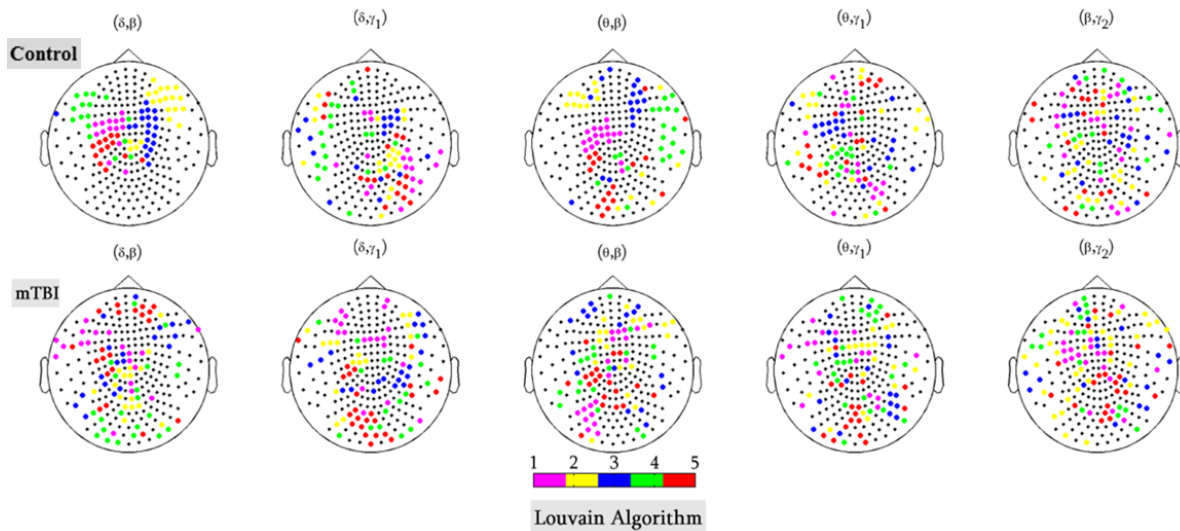 (δ,β) (δ,γ₁) (θ,β) (θ,γ₁) (β,γ₂)
Control
(δ,β) (δ,γ₁) (θ,β) (θ,γ₁) (β,γ₂)
mTBI
1 2 3 4 5
Louvain Algorithm